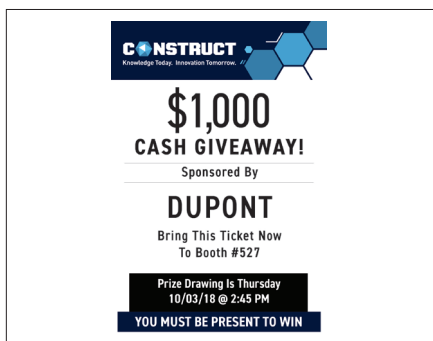 CONSTRUCT
Knowledge Today. Innovation Tomorrow.
$1,000
CASH GIVEAWAY!
Sponsored By
DUPONT
Bring This Ticket Now
To Booth #527
Prize Drawing Is Thursday
10/03/18 @ 2:45 PM
YOU MUST BE PRESENT TO WIN